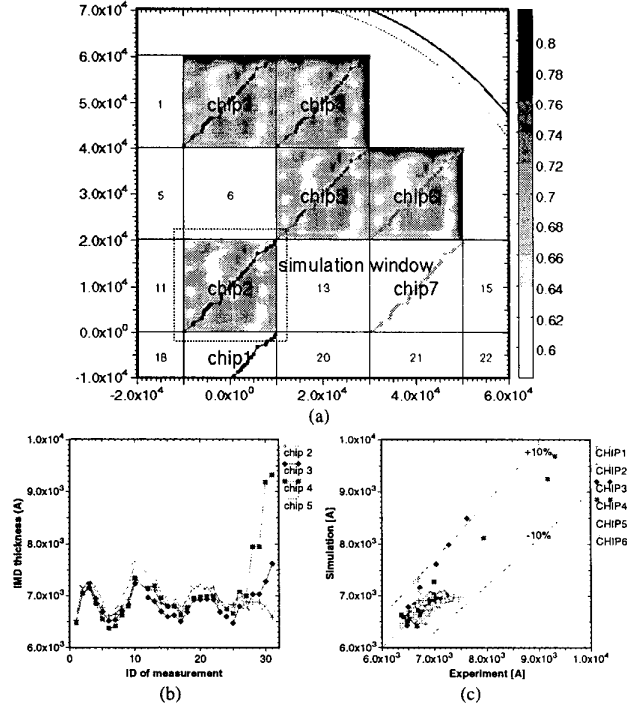 7.0x10⁴
6.0x10⁴
5.0x10⁴
4.0x10⁴
3.0x10⁴
2.0x10⁴
1.0x10⁴
0.0x10⁰
-1.0x10⁴
-2.0x10⁴ 0.0x10⁰ 2.0x10⁴ 4.0x10⁴ 6.0x10⁴
1
5 6 chip5 chip6
11 chip2 simulation window 13 chip7 15
18 chip1 20 21 22
0.8
0.78
0.76
0.74
0.72
0.7
0.68
0.66
0.64
0.62
0.6
(a)
1.0x10⁴
9.0x10³
8.0x10³
7.0x10³
6.0x10³
IMD thickness (A)
0 10 20 30
ID of measurement
chip 2
chip 3
chip 4
chip 5
(b)
1.0x10⁴
9.0x10³
8.0x10³
7.0x10³
6.0x10³
Simulation [A]
+10%
-10%
6.0x10³ 7.0x10³ 8.0x10³ 9.0x10³ 1.0x10⁴
Experiment [A]
CHIP1
CHIP2
CHIP3
CHIP4
CHIP5
CHIP6
(c)